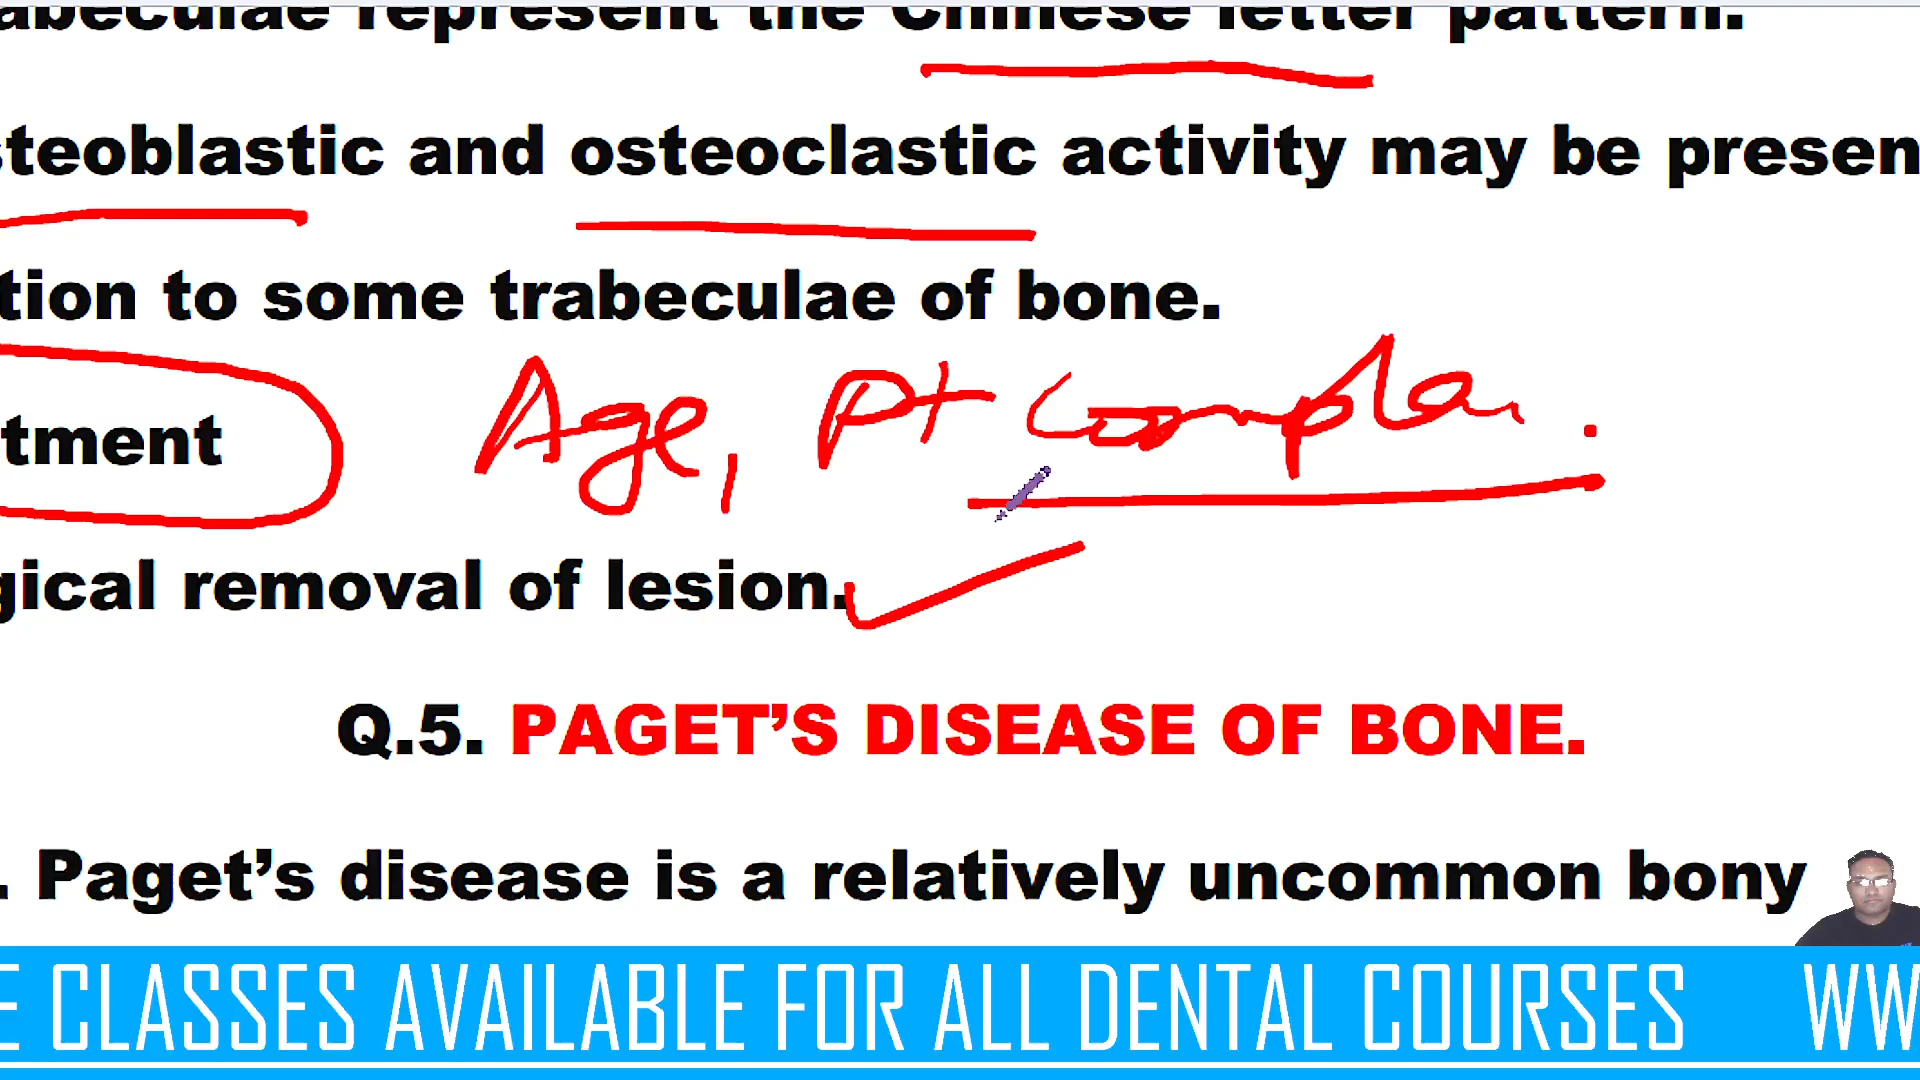 abeculae represent the Chinese letter pattern.
steoblastic and osteoclastic activity may be presen
tion to some trabeculae of bone.
tment Age, Pt
gical removal of lesion.
Q.5. PAGET’S DISEASE OF BONE.
. Paget’s disease is a relatively uncommon bony
E CLASSES AVAILABLE FOR ALL DENTAL COURSES WW